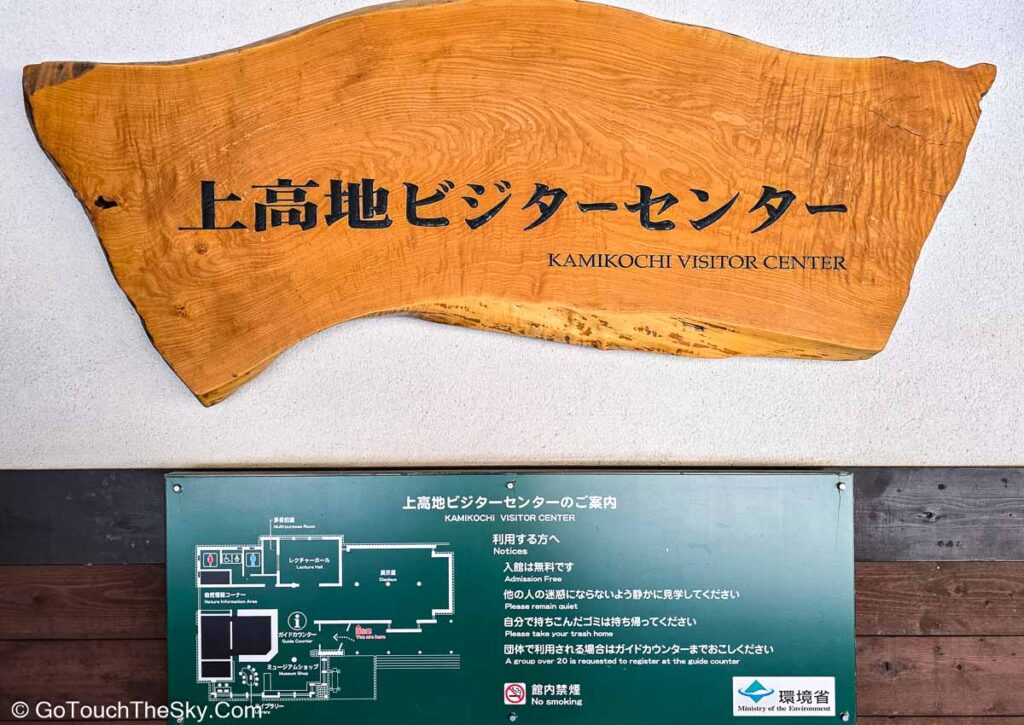 上高地ビジターセンター
KAMIKOCHI VISITOR CENTER
上高地ビジターセンターのご案内
KAMIKOCHI VISITOR CENTER
多目的室
Multi-purpose Room
レクチャーホール
Lecture Hall
展示室
Displays
自然情報コーナー
Nature Information Area
ガイドカウンター
Guide Counter
You are here
ミュージアムショップ
Museum Shop
利用する方へ
Notices
入館は無料です
Admission Free
他の人の迷惑にならないよう静かに見学してください
Please remain quiet
自分で持ちこんだゴミは持ち帰ってください
Please take your trash home
団体で利用される場合はガイドカウンターまでおこしください
A group over 20 is requested to register at the guide counter
館内禁煙
No smoking
環境省
Ministry of the Environment
© GoTouchTheSky.Com